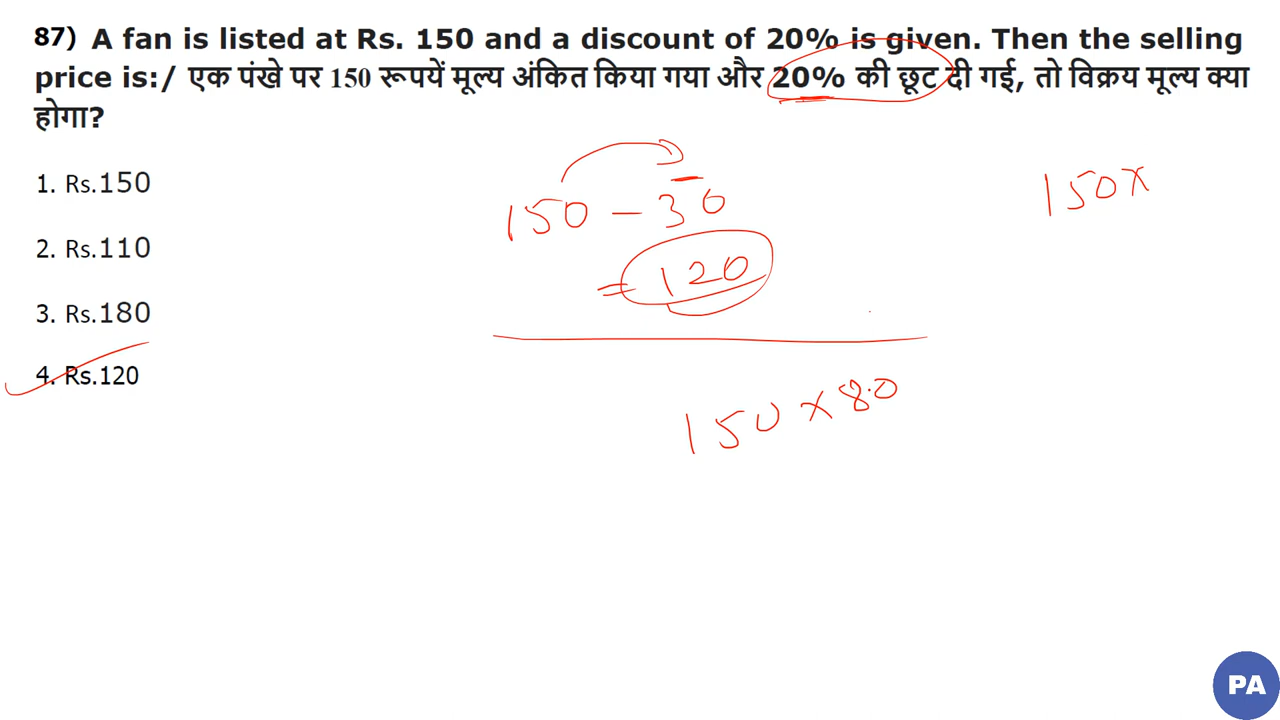 87) A fan is listed at Rs. 150 and a discount of 20% is given. Then the selling
price is:/ एक पंखे पर 150 रूपयें मूल्य अंकित किया गया और 20% की छूट दी गई, तो विक्रय मूल्य क्या
होगा?
1. Rs.150
2. Rs.110
3. Rs.180
4. Rs.120
150 - 30
= 120
150 x 80
150 x
PA